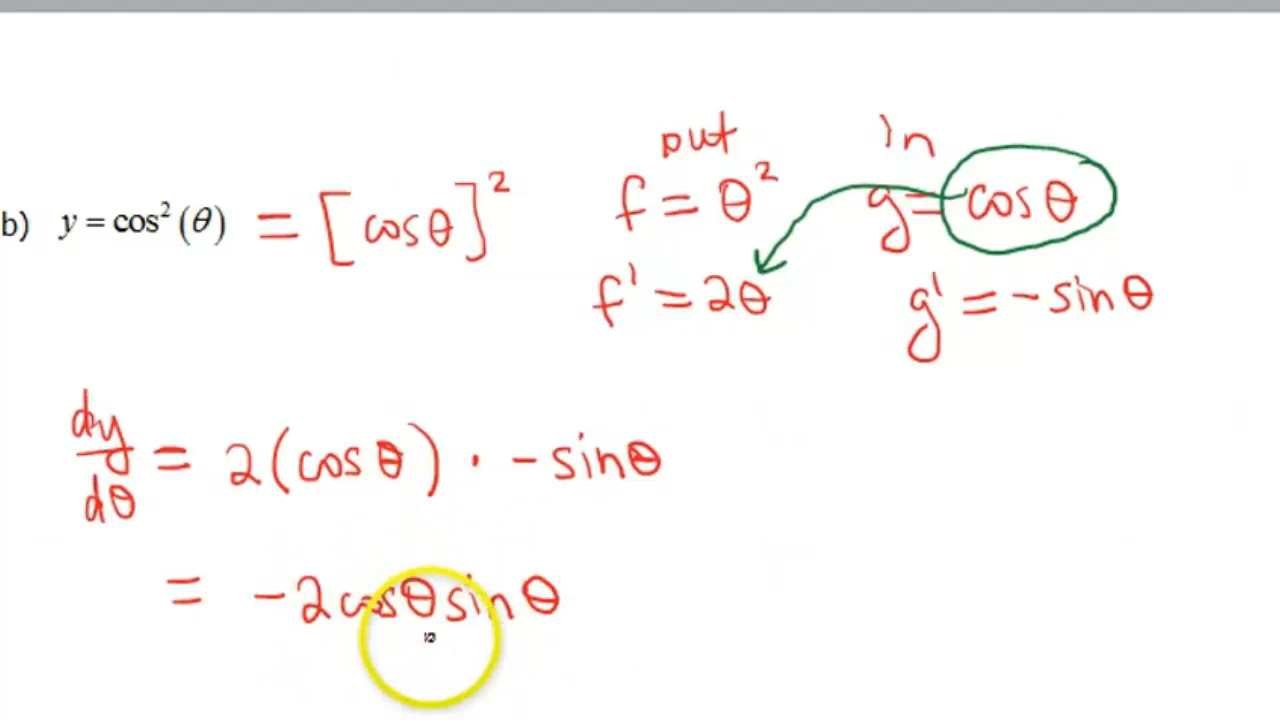 out in
b) y = cos² (θ) = [cosθ]² f = θ² g = cosθ
f' = 2θ g' = -sinθ
dy/dθ = 2(cosθ) · -sinθ
= -2cosθsinθ